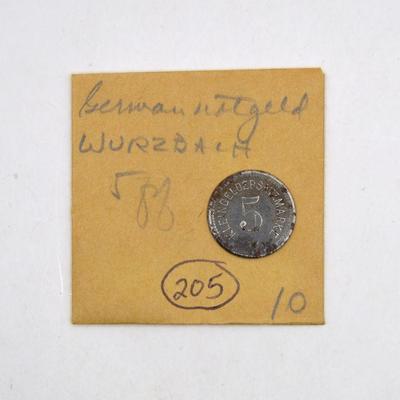 German notgeld
WURZBACH
5 pf
KLEINGELDERSATZMARKE
5
205
10